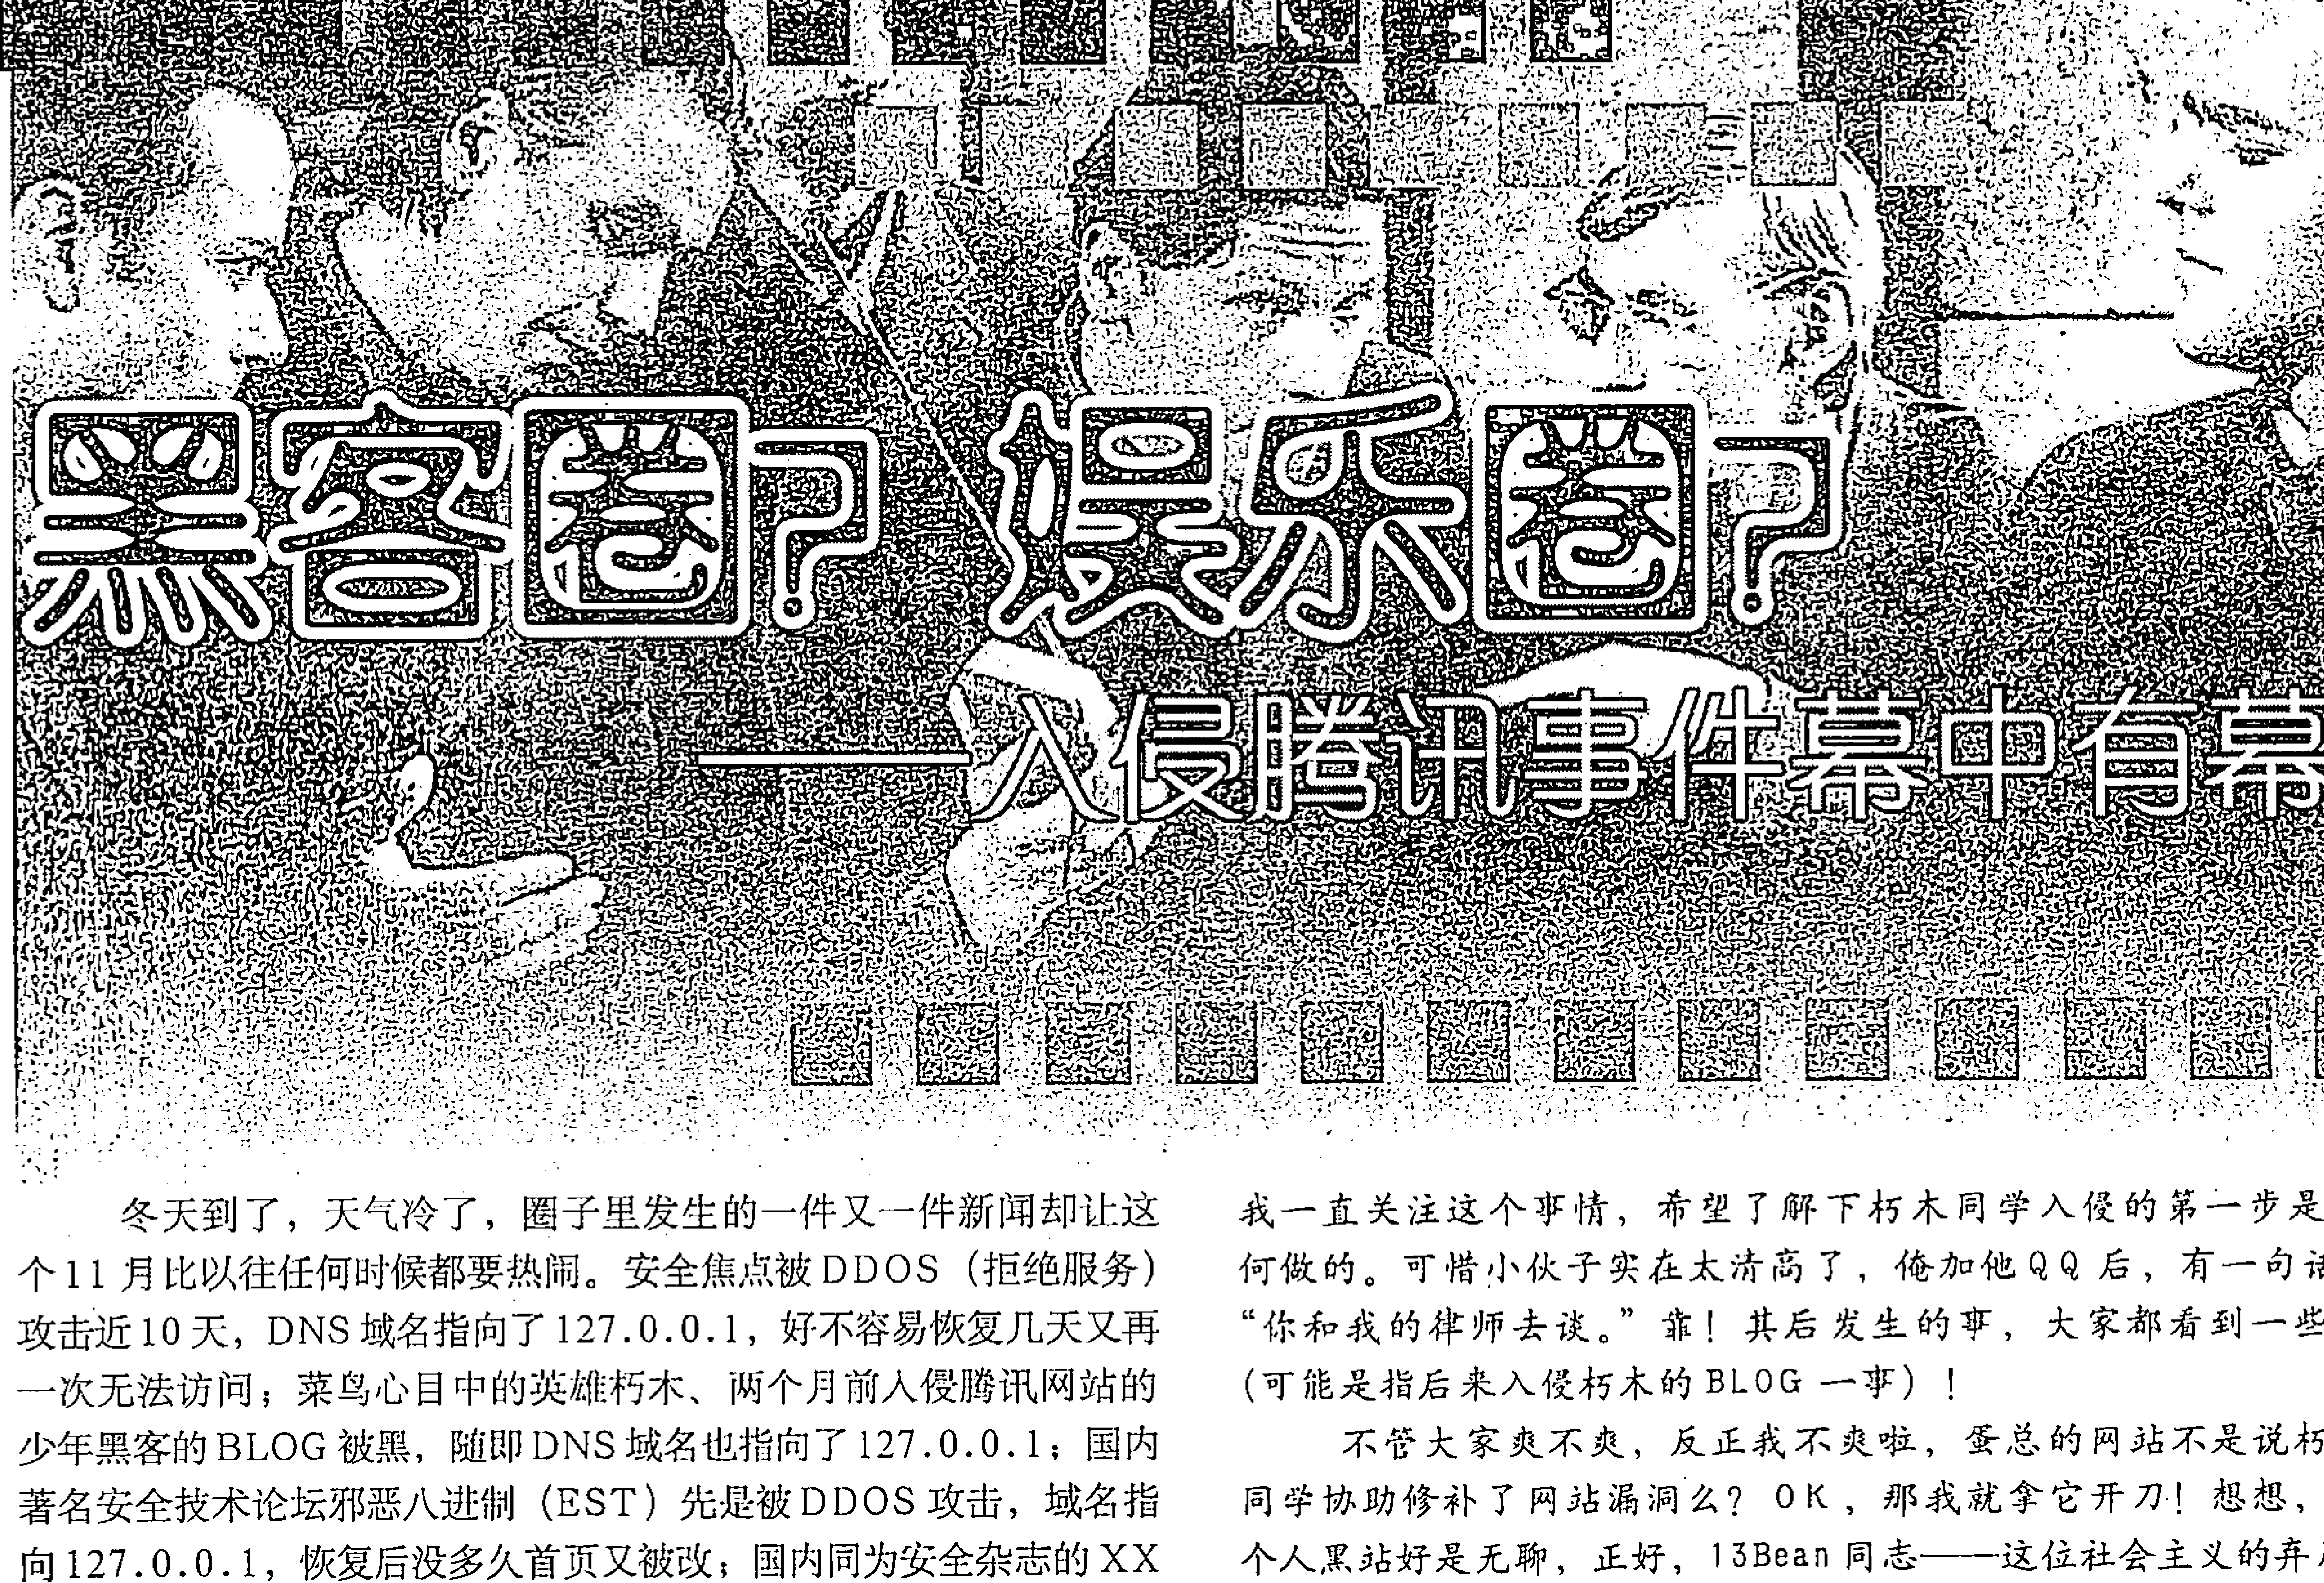 黑客圈？ 娱乐圈？
——入侵腾讯事件幕中有幕
冬天到了，天气冷了，圈子里发生的一件又一件新闻却让这
个11月比以往任何时候都要热闹。安全焦点被DDOS（拒绝服务）
攻击近10天，DNS域名指向了127.0.0.1，好不容易恢复几天又再
一次无法访问；菜鸟心目中的英雄朽木、两个月前入侵腾讯网站的
少年黑客的BLOG被黑，随即DNS域名也指向了127.0.0.1；国内
著名安全技术论坛邪恶八进制（EST）先是被DDOS攻击，域名指
向127.0.0.1，恢复后没多久首页又被改；国内同为安全杂志的XX
我一直关注这个事情，希望了解下朽木同学入侵的第一步是
何做的。可惜小伙子实在太清高了，俺加他QQ后，有一句
“你和我的律师去谈。”靠！其后发生的事，大家都看到一些
(可能是指后来入侵朽木的BLOG一事)！
不管大家爽不爽，反正我不爽啦，蛋总的网站不是说朽
同学协助修补了网站漏洞么？OK，那我就拿它开刀！想想，
个人黑站好是无聊，正好，13Bean同志——这位社会主义的弃